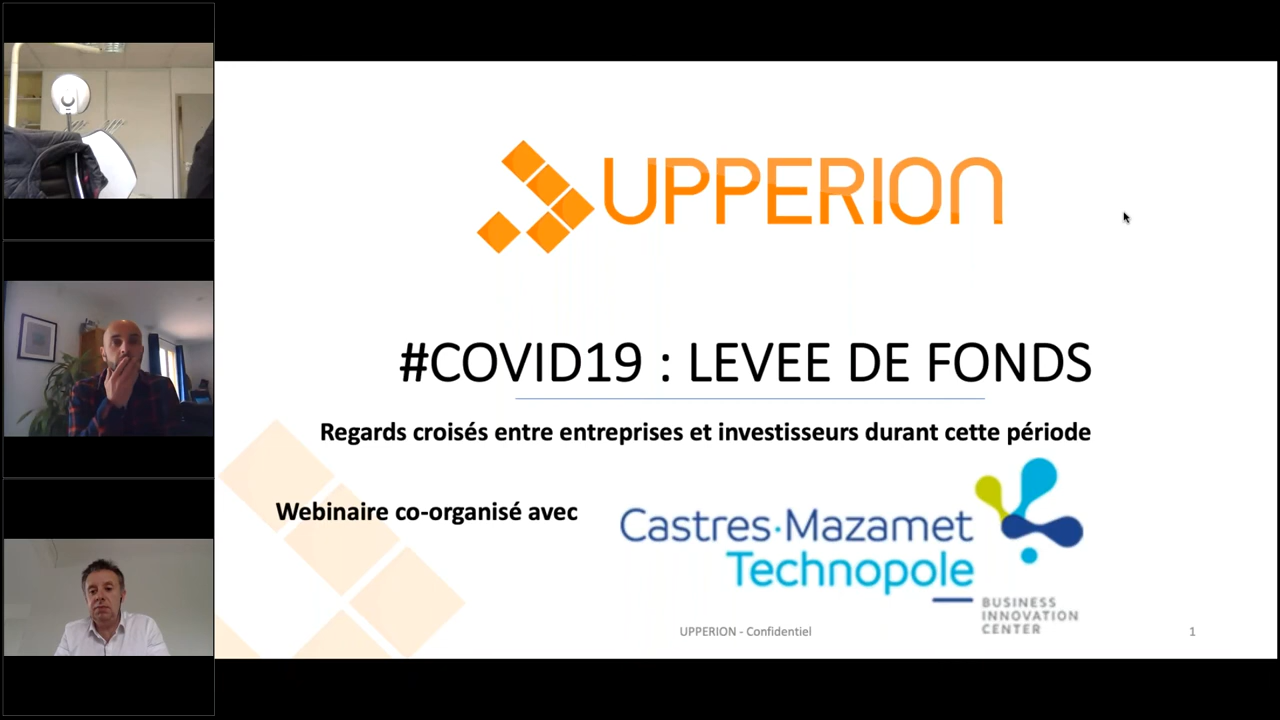 UPPERION
#COVID19 : LEVEE DE FONDS
Regards croisés entre entreprises et investisseurs durant cette période
Webinaire co-organisé avec
Castres·Mazamet
Technopole
BUSINESS
INNOVATION
CENTER
UPPERION - Confidentiel
1